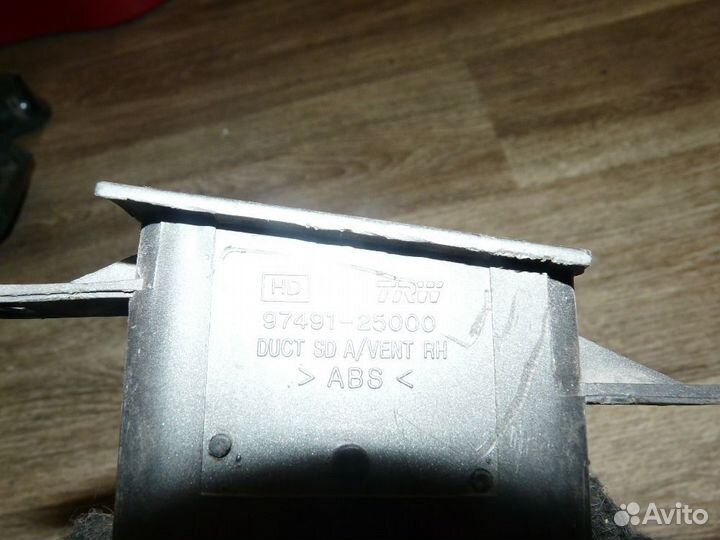 HD TRW
97491-25000
DUCT SD A/VENT RH
> ABS <
Avito